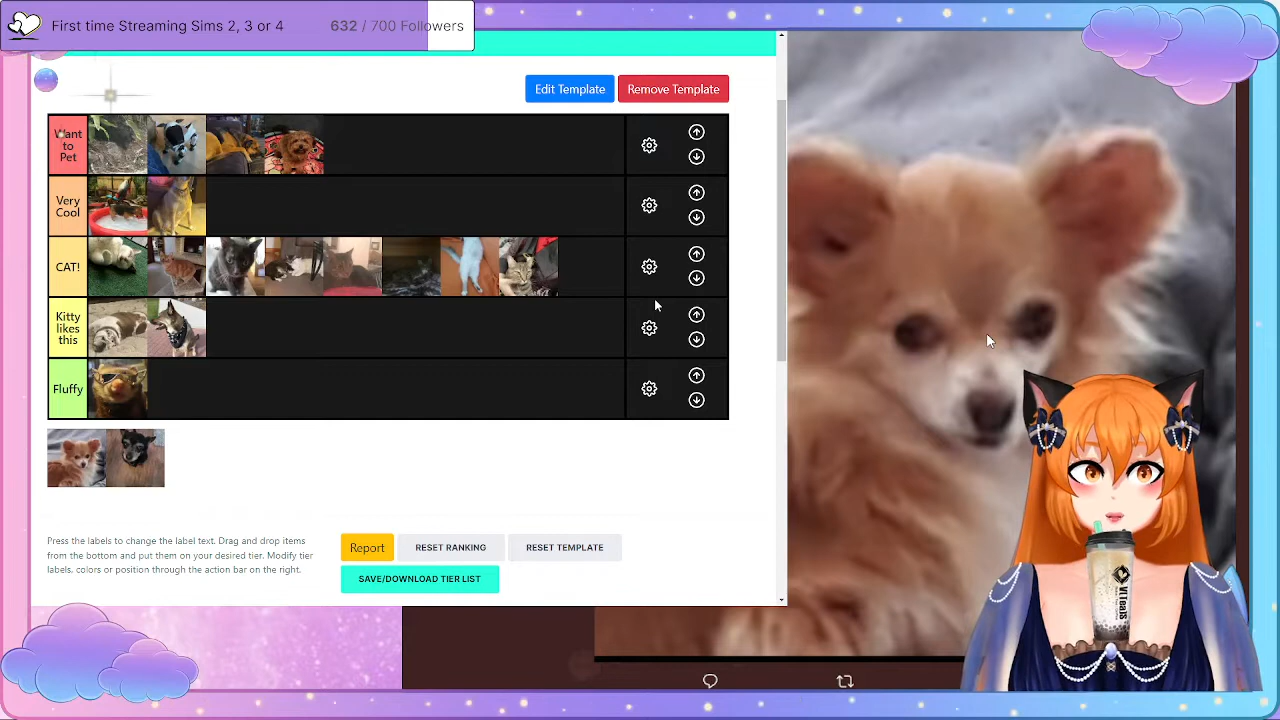 First time Streaming Sims 2, 3 or 4 632 / 700 Followers
Edit Template Remove Template
Want
to
Pet
Very
Cool
CAT!
Kitty
likes
this
Fluffy
Press the labels to change the label text. Drag and drop items
from the bottom and put them on your desired tier. Modify tier
labels, colors or position through the action bar on the right.
Report RESET RANKING RESET TEMPLATE
SAVE/DOWNLOAD TIER LIST